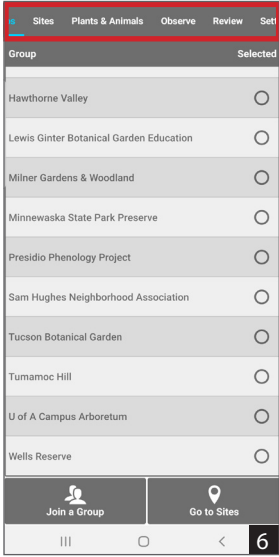 s Sites Plants & Animals Observe Review Sett
Group Selected
Hawthorne Valley
Lewis Ginter Botanical Garden Education
Milner Gardens & Woodland
Minnewaska State Park Preserve
Presidio Phenology Project
Sam Hughes Neighborhood Association
Tucson Botanical Garden
Tumamoc Hill
U of A Campus Arboretum
Wells Reserve
Join a Group Go to Sites
6